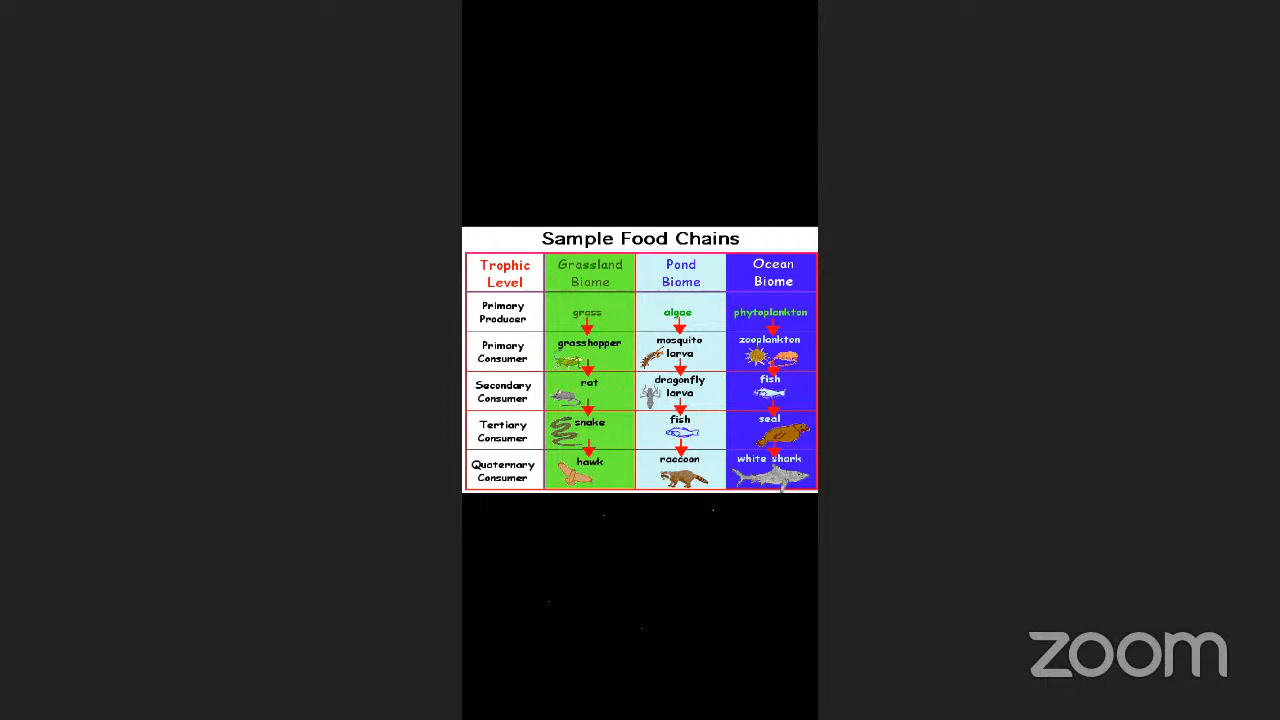 Sample Food Chains
Trophic
Level
Grassland
Biome
Pond
Biome
Ocean
Biome
Primary
Producer
grass
algae
phytoplankton
Primary
Consumer
grasshopper
mosquito
larva
zooplankton
Secondary
Consumer
rat
dragonfly
larva
fish
Tertiary
Consumer
snake
fish
seal
Quaternary
Consumer
hawk
raccoon
white shark
zoom